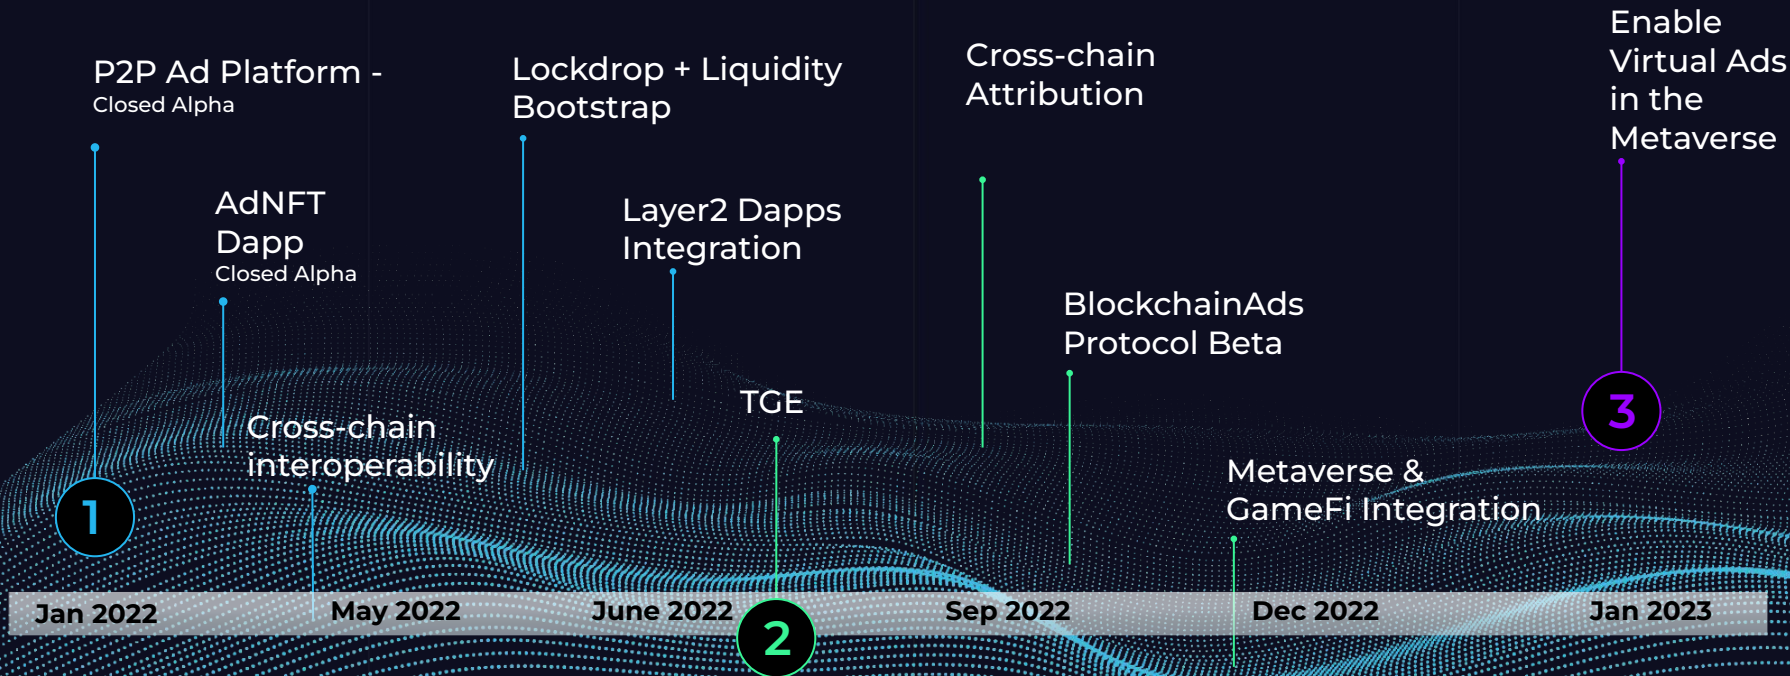 P2P Ad Platform -
Closed Alpha
AdNFT
Dapp
Closed Alpha
Cross-chain
interoperability
Lockdrop + Liquidity
Bootstrap
Layer2 Dapps
Integration
TGE
Cross-chain
Attribution
BlockchainAds
Protocol Beta
Metaverse &
GameFi Integration
Enable
Virtual Ads
in the
Metaverse
1
2
3
Jan 2022
May 2022
June 2022
Sep 2022
Dec 2022
Jan 2023